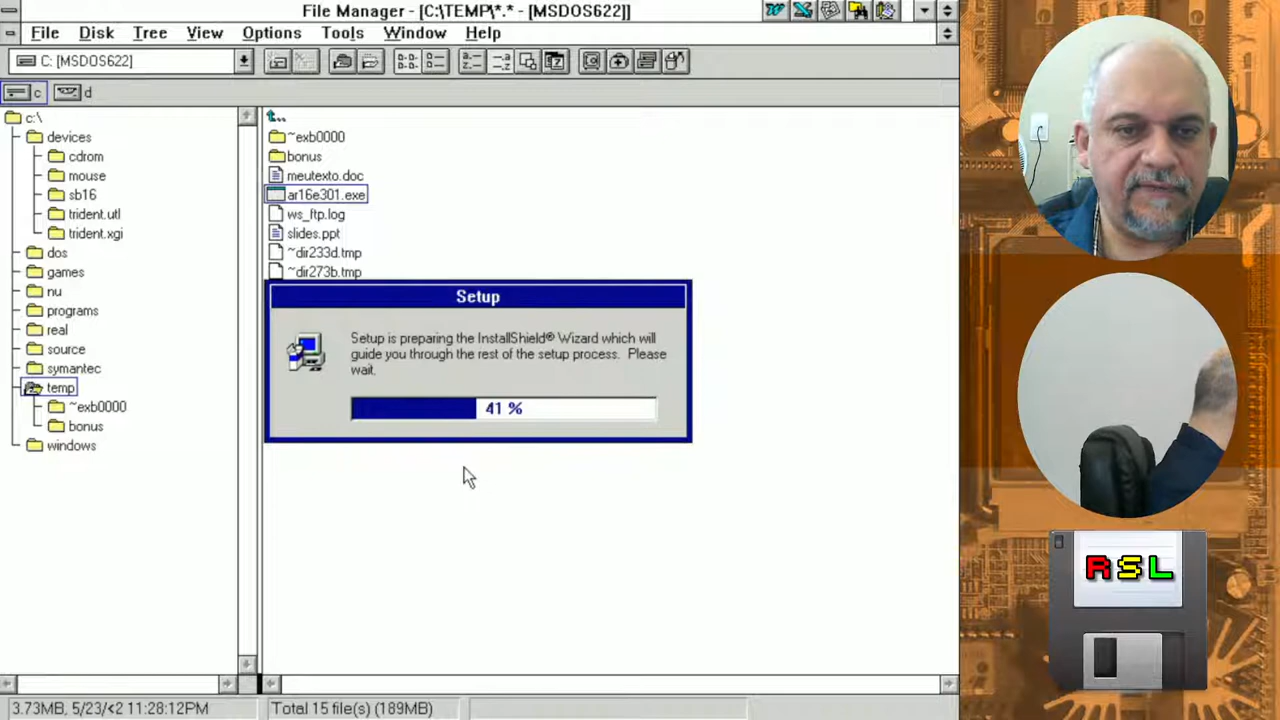 File Manager - [C:\TEMP\*.* - [MSDOS622]]
File Disk Tree View Options Tools Window Help
C: [MSDOS622]
c d
c:\
devices
cdrom
mouse
sb16
trident.utl
trident.xgi
dos
games
nu
programs
real
source
symantec
temp
~exb0000
bonus
windows
~exb0000
bonus
meutexto.doc
ar16e301.exe
ws_ftp.log
slides.ppt
~dir233d.tmp
~dir273b.tmp
Setup
Setup is preparing the InstallShield® Wizard which will
guide you through the rest of the setup process. Please
wait.
41 %
3.73MB, 5/23/<2 11:28:12PM
Total 15 file(s) (189MB)
RSL